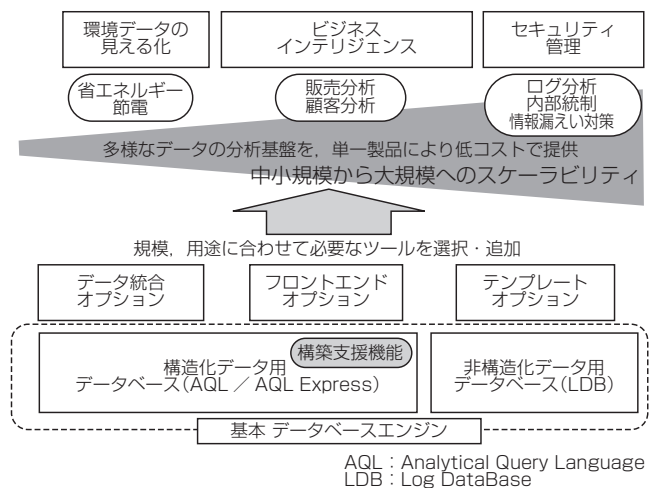 環境データの
見える化
ビジネス
インテリジェンス
セキュリティ
管理
省エネルギー
節電
販売分析
顧客分析
ログ分析
内部統制
情報漏えい対策
多様なデータの分析基盤を，単一製品により低コストで提供
中小規模から大規模へのスケーラビリティ
規模，用途に合わせて必要なツールを選択・追加
データ統合
オプション
フロントエンド
オプション
テンプレート
オプション
構築支援機能
構造化データ用
データベース（AQL ／ AQL Express）
非構造化データ用
データベース（LDB）
基本 データベースエンジン
AQL：Analytical Query Language
LDB：Log DataBase